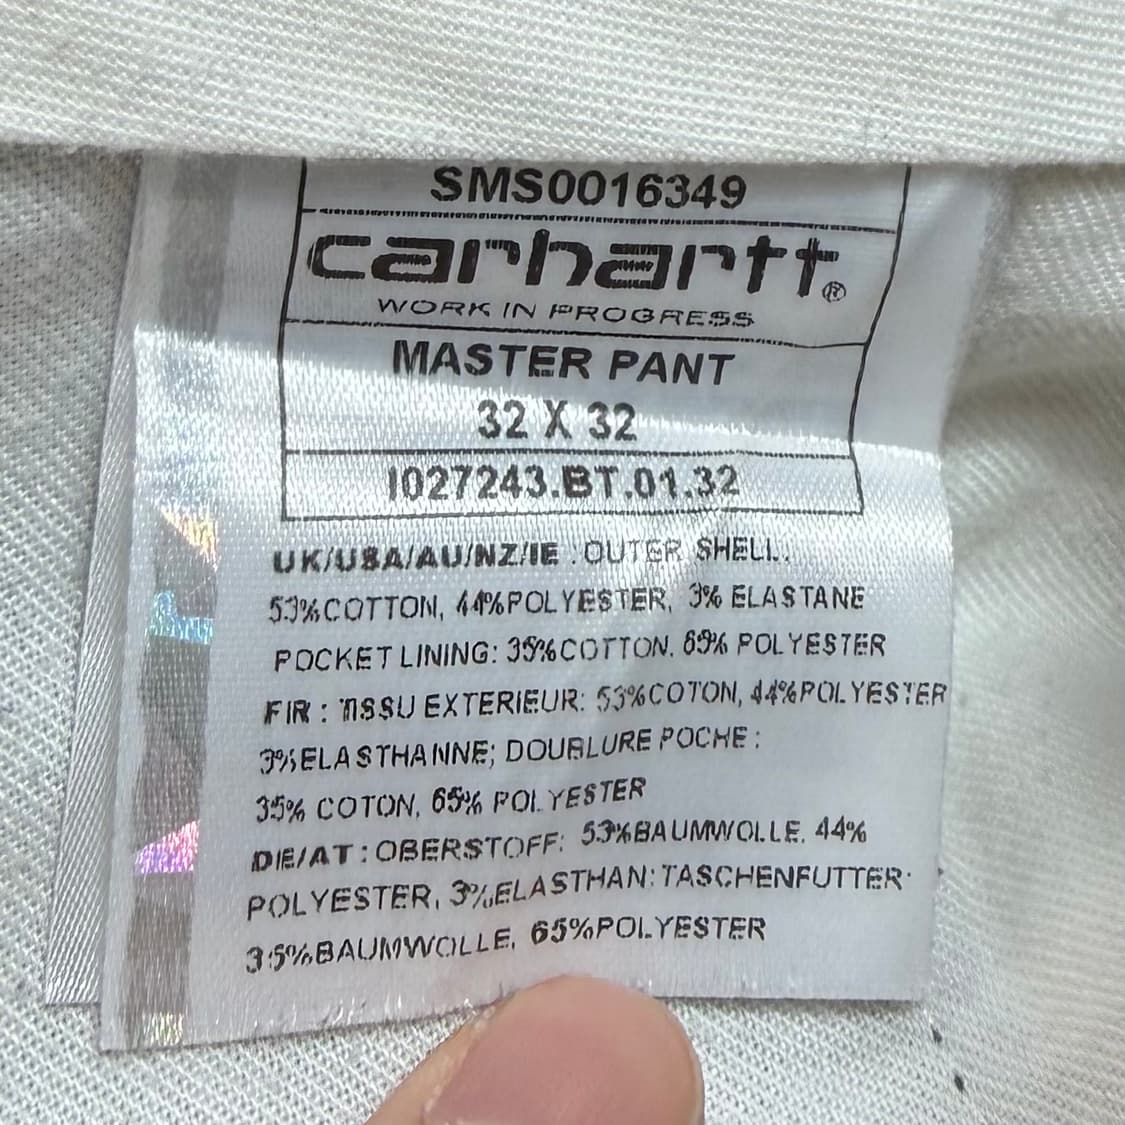 SMS0016349
carhartt®
WORK IN PROGRESS
MASTER PANT
32 X 32
I027243.BT.01.32
UK/USA/AU/NZ/IE : OUTER SHELL:
53%COTTON, 44%POLYESTER, 3% ELASTANE
POCKET LINING: 35%COTTON, 65% POLYESTER
FIR : TISSU EXTERIEUR: 53%COTON, 44%POLYESTER
3%ELASTHANNE; DOUBLURE POCHE :
35% COTON, 65% POLYESTER
DIE/AT : OBERSTOFF: 53%BAUMWOLLE, 44%
POLYESTER, 3%ELASTHAN: TASCHENFUTTER·
35%BAUMWOLLE, 65%POLYESTER